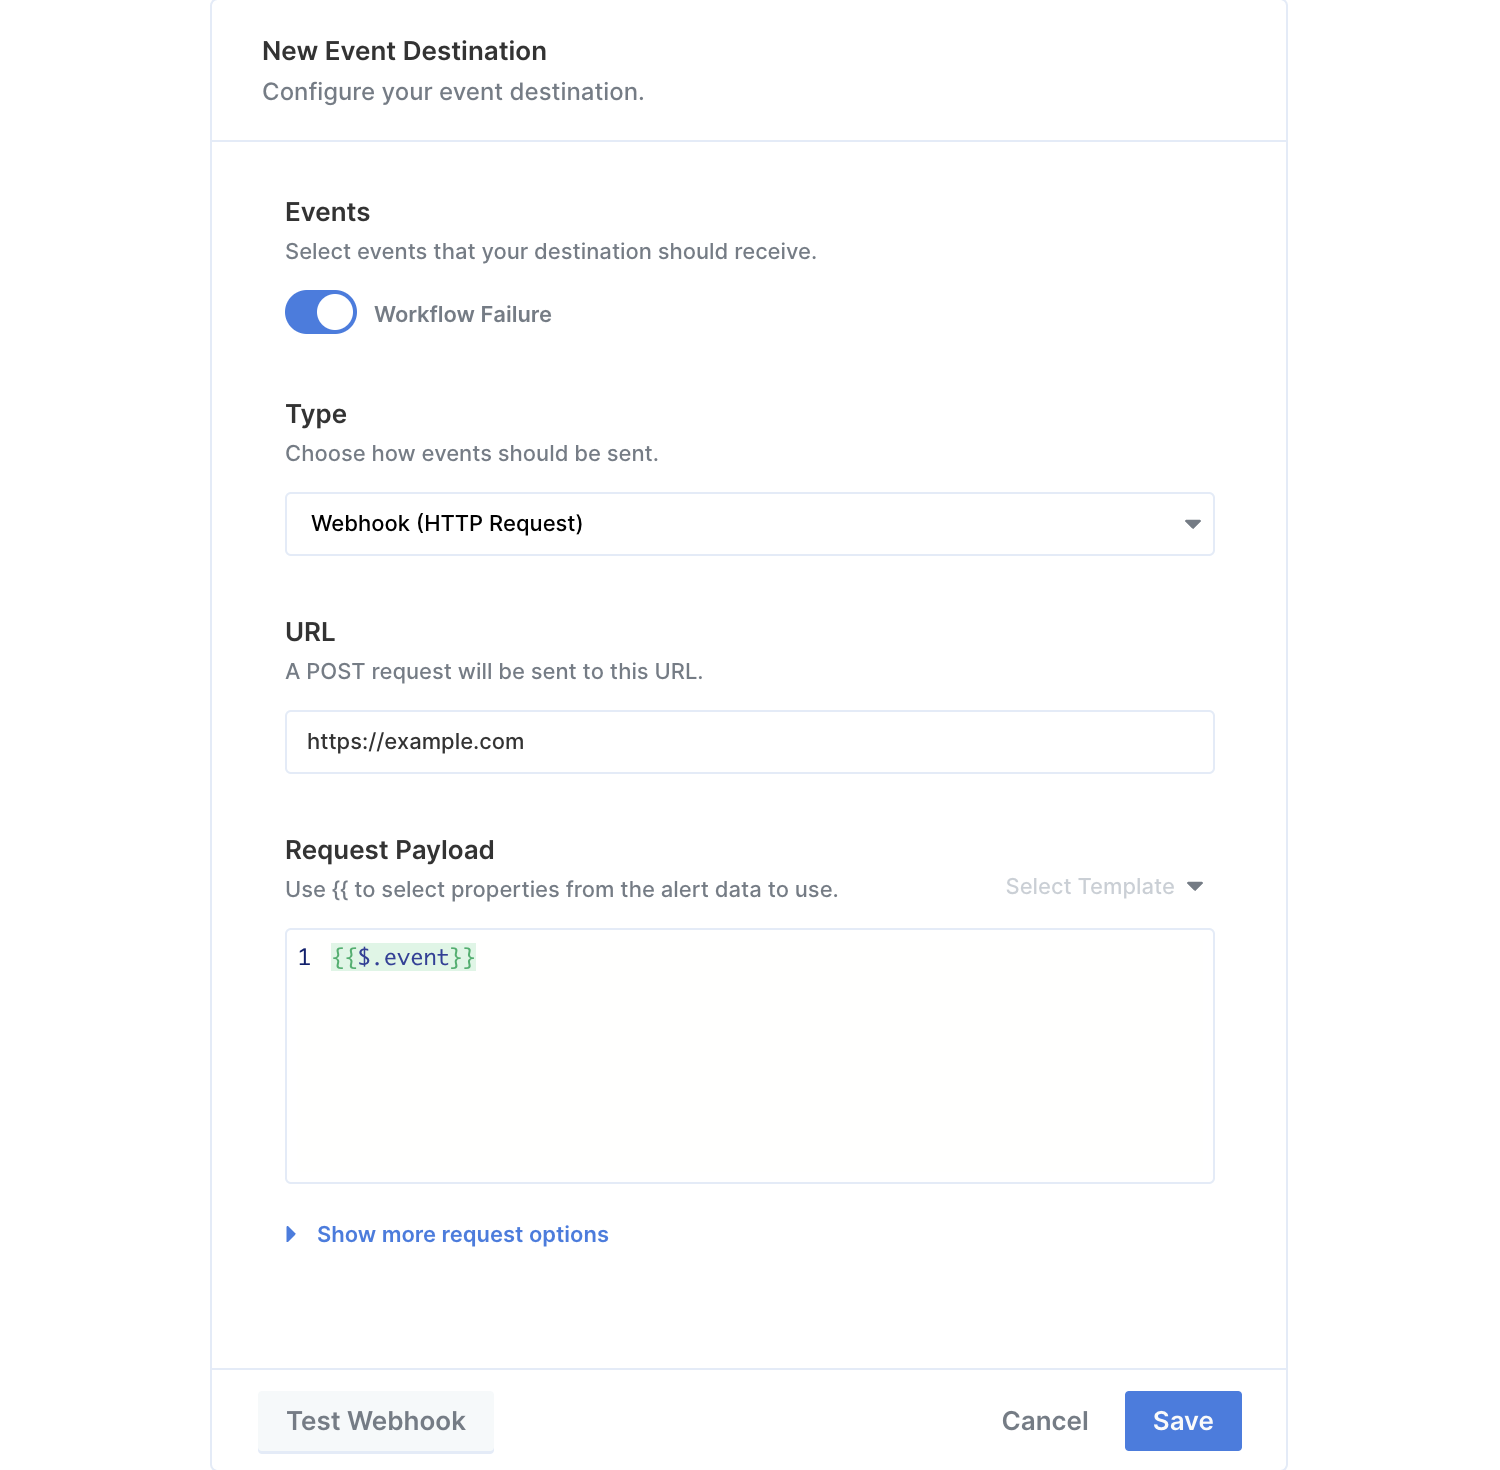 New Event Destination
Configure your event destination.
Events
Select events that your destination should receive.
Workflow Failure
Type
Choose how events should be sent.
Webhook (HTTP Request)
URL
A POST request will be sent to this URL.
https://example.com
Request Payload
Use {{ to select properties from the alert data to use.
Select Template
1 {{$.event}}
Show more request options
Test Webhook
Cancel
Save